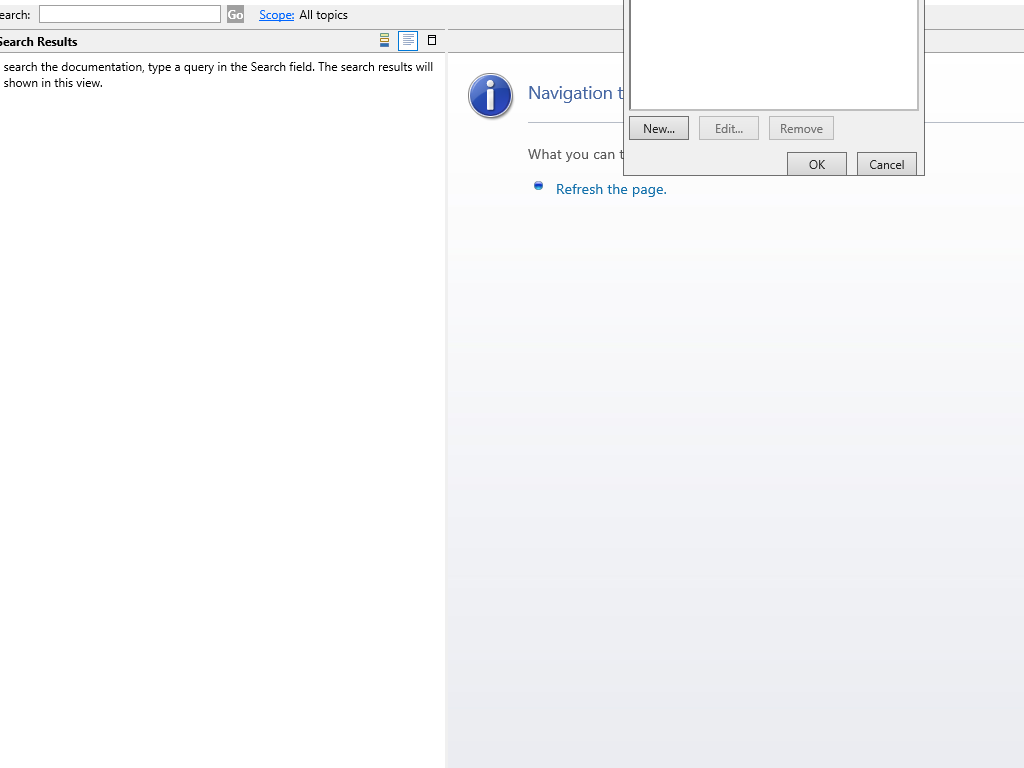 earch: Go Scope: All topics
Search Results
search the documentation, type a query in the Search field. The search results will
shown in this view.
Navigation t
What you can t
Refresh the page.
New... Edit... Remove
OK Cancel